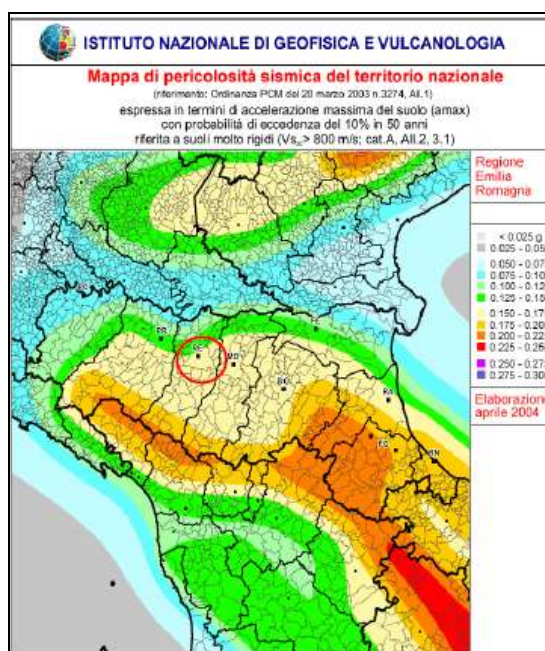 ISTITUTO NAZIONALE DI GEOFISICA E VULCANOLOGIA
Mappa di pericolosità sismica del territorio nazionale
(riferimento: Ordinanza PCM del 20 marzo 2003 n.3274, All.1)
espressa in termini di accelerazione massima del suolo (amax)
con probabilità di eccedenza del 10% in 50 anni
riferita a suoli molto rigidi (Vs₃₀> 800 m/s; cat.A, All.2, 3.1)
Regione
Emilia
Romagna
< 0.025 g
0.025 - 0.05
0.050 - 0.07
0.075 - 0.10
0.100 - 0.12
0.125 - 0.15
0.150 - 0.17
0.175 - 0.20
0.200 - 0.22
0.225 - 0.25
0.250 - 0.27
0.275 - 0.30
PR
RE
MO
BO
RA
FC
RN
Elaborazione
aprile 2004